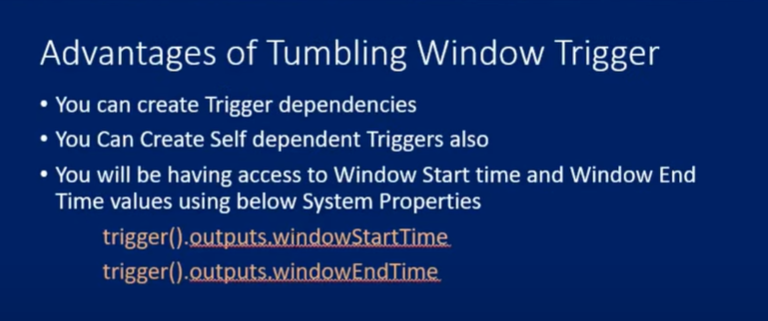 Advantages of Tumbling Window Trigger
• You can create Trigger dependencies
• You Can Create Self dependent Triggers also
• You will be having access to Window Start time and Window End
Time values using below System Properties
trigger().outputs.windowStartTime
trigger().outputs.windowEndTime